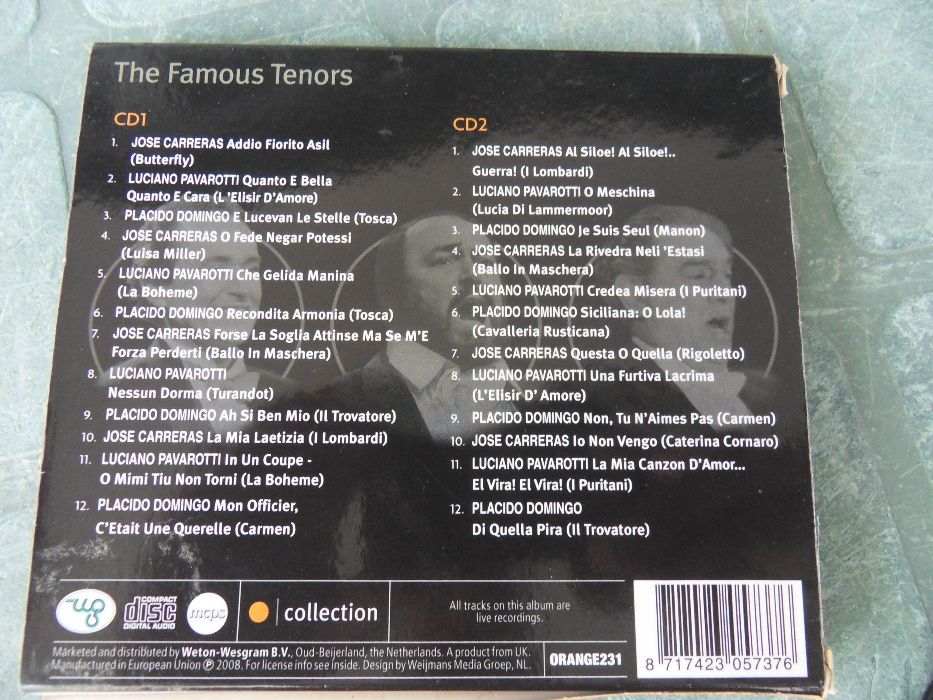 The Famous Tenors
CD1
1. JOSE CARRERAS Addio Fiorito Asil
(Butterfly)
2. LUCIANO PAVAROTTI Quanto E Bella
Quanto E Cara (L 'Elisir D'Amore)
3. PLACIDO DOMINGO E Lucevan Le Stelle (Tosca)
4. JOSE CARRERAS O Fede Negar Potessi
(Luisa Miller)
5. LUCIANO PAVAROTTI Che Gelida Manina
(La Boheme)
6. PLACIDO DOMINGO Recondita Armonia (Tosca)
7. JOSE CARRERAS Forse La Soglia Attinse Ma Se M'E
Forza Perderti (Ballo In Maschera)
8. LUCIANO PAVAROTTI
Nessun Dorma (Turandot)
9. PLACIDO DOMINGO Ah Si Ben Mio (Il Trovatore)
10. JOSE CARRERAS La Mia Laetizia (I Lombardi)
11. LUCIANO PAVAROTTI In Un Coupe -
O Mimi Tiu Non Torni (La Boheme)
12. PLACIDO DOMINGO Mon Officier,
C'Etait Une Querelle (Carmen)
CD2
1. JOSE CARRERAS Al Siloe! Al Siloe!..
Guerra! (I Lombardi)
2. LUCIANO PAVAROTTI O Meschina
(Lucia Di Lammermoor)
3. PLACIDO DOMINGO Je Suis Seul (Manon)
4. JOSE CARRERAS La Rivedra Neli 'Estasi
(Ballo In Maschera)
5. LUCIANO PAVAROTTI Credea Misera (I Puritani)
6. PLACIDO DOMINGO Siciliana: O Lola!
(Cavalleria Rusticana)
7. JOSE CARRERAS Questa O Quella (Rigoletto)
8. LUCIANO PAVAROTTI Una Furtiva Lacrima
(L'Elisir D' Amore)
9. PLACIDO DOMINGO Non, Tu N'Aimes Pas (Carmen)
10. JOSE CARRERAS Io Non Vengo (Caterina Cornaro)
11. LUCIANO PAVAROTTI La Mia Canzon D'Amor...
El Vira! El Vira! (I Puritani)
12. PLACIDO DOMINGO
Di Quella Pira (Il Trovatore)
wg
COMPACT
disc
DIGITAL AUDIO
mcps
collection
All tracks on this album are
live recordings.
Marketed and distributed by Weton-Wesgram B.V., Oud-Beijerland, the Netherlands. A product from UK.
Manufactured in European Union ℗ 2008. For license info see inside. Design by Weijmans Media Groep, NL.
ORANGE231
8 717423 057376